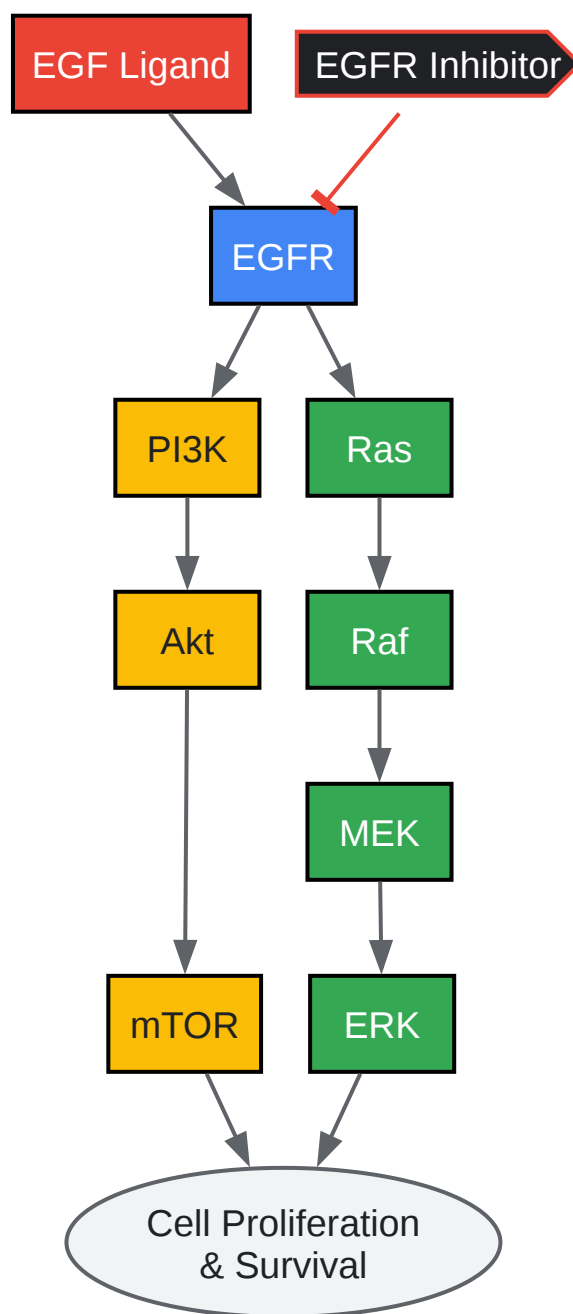 EGF Ligand
EGFR Inhibitor
EGFR
PI3K
Ras
Akt
Raf
MEK
mTOR
ERK
Cell Proliferation
& Survival